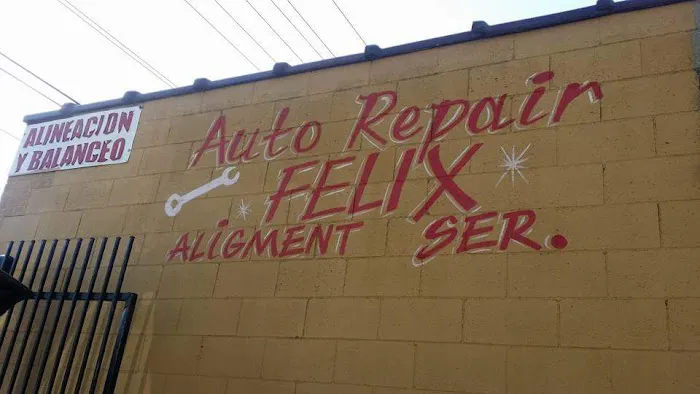 ALINEACION
Y BALANCEO
Auto Repair
FELIX
ALIGMENT SER.